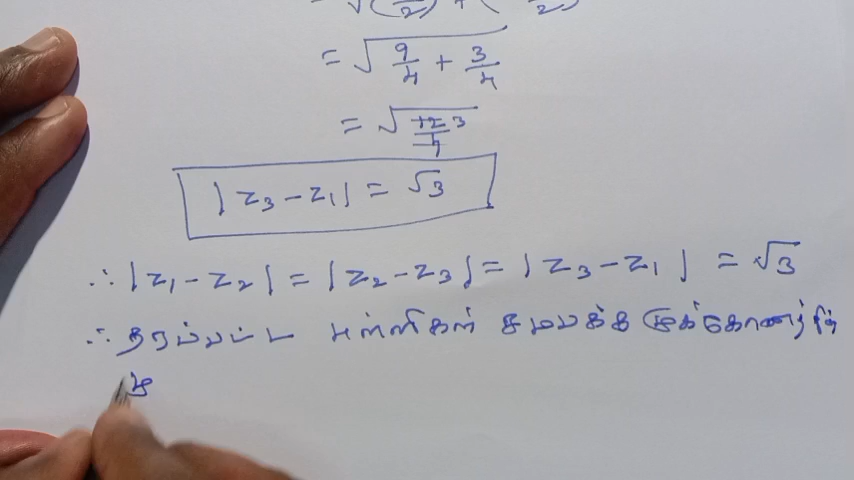 = √(9/4 + 3/4)
= √(12 3/4)
|z₃ - z₁| = √3
∴ |z₁ - z₂| = |z₂ - z₃| = |z₃ - z₁| = √3
∴ தரப்பட்ட புள்ளிகள் சமபக்க முக்கோணத்தின்
மு